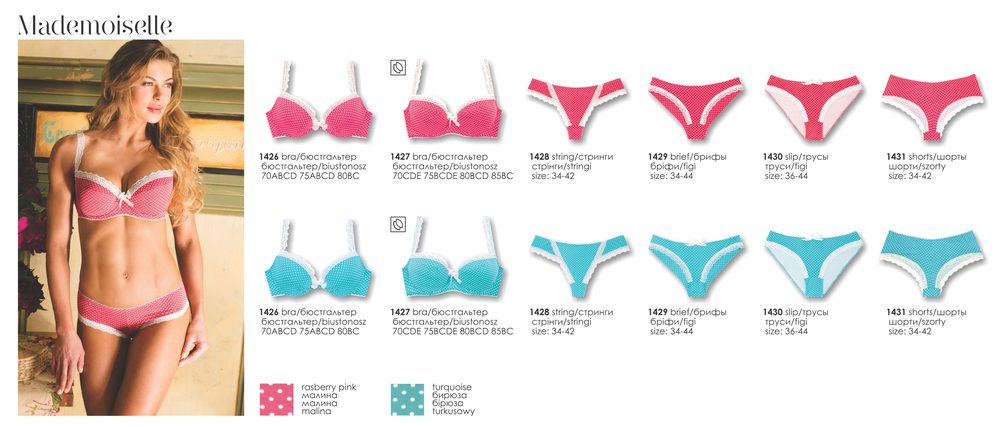 Mademoiselle
1426 bra/бюстгальтер
бюстгальтер/biustonosz
70ABCD 75ABCD 80BC
1427 bra/бюстгальтер
бюстгальтер/biustonosz
70CDE 75BCDE 80BCD 85BC
1428 string/стринги
стрінги/stringi
size: 34-42
1429 brief/брифы
бріфи/figi
size: 34-44
1430 slip/трусы
труси/figi
size: 36-44
1431 shorts/шорты
шорти/szorty
size: 34-42
1426 bra/бюстгальтер
бюстгальтер/biustonosz
70ABCD 75ABCD 80BC
1427 bra/бюстгальтер
бюстгальтер/biustonosz
70CDE 75BCDE 80BCD 85BC
1428 string/стринги
стрінги/stringi
size: 34-42
1429 brief/брифы
бріфи/figi
size: 34-44
1430 slip/трусы
труси/figi
size: 36-44
1431 shorts/шорты
шорти/szorty
size: 34-42
rasberry pink
малина
малина
malina
turquoise
бирюза
бірюза
turkusowy